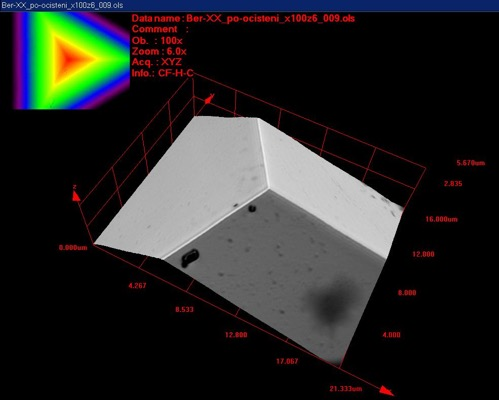 Ber-XX_po-ocisteni_x100z6_009.ols
Data name : Ber-XX_po-ocisteni_x100z6_009.ols
Comment :
Ob. : 100x
Zoom : 6.0x
Acq. : XYZ
Info.: CF-H-C
5.870um
2.835
16.000um
12.000
8.000
4.000
z
y
0.000um
4.267
8.533
12.800
17.067
21.333um